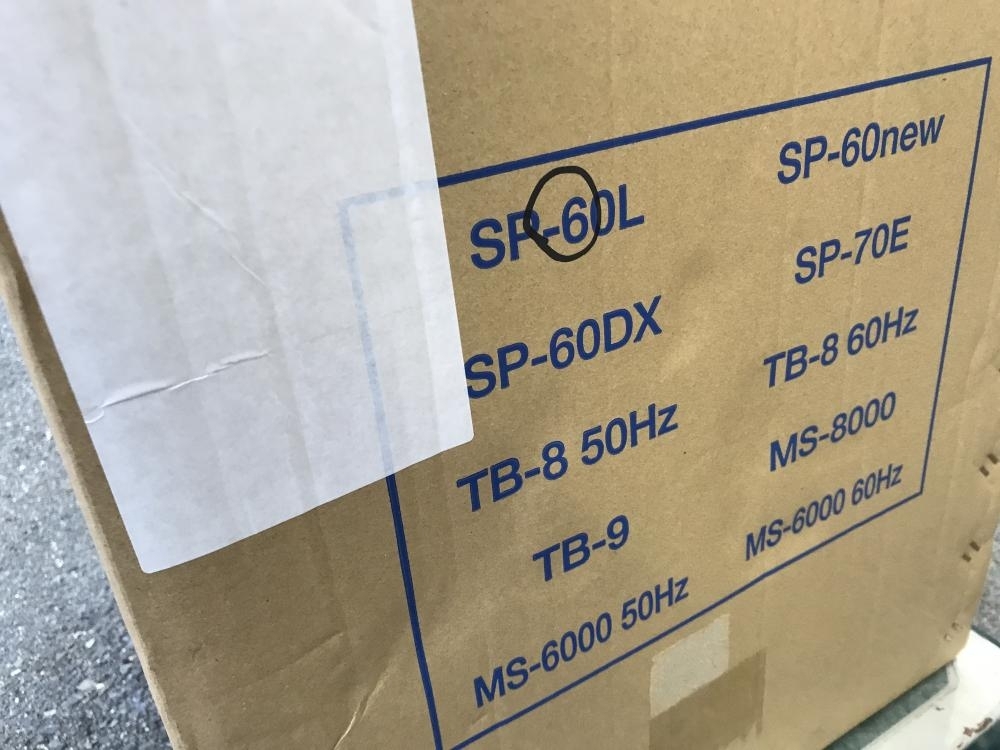 SP-60L SP-60new
SP-60DX SP-70E
TB-8 50Hz TB-8 60Hz
TB-9 MS-8000
MS-6000 50Hz MS-6000 60Hz